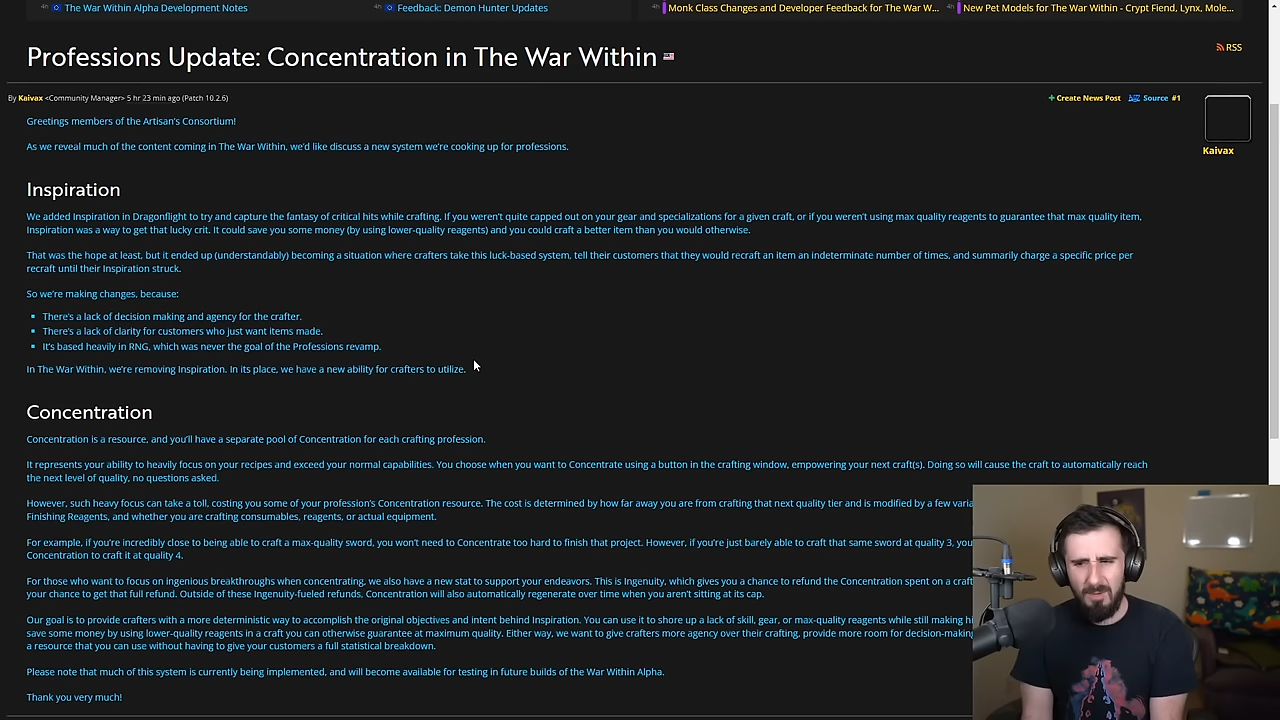 4h The War Within Alpha Development Notes
4h Feedback: Demon Hunter Updates
4h Monk Class Changes and Developer Feedback for The War W...
4h New Pet Models for The War Within - Crypt Fiend, Lynx, Mole...
Professions Update: Concentration in The War Within
RSS
By Kaivax <Community Manager> 5 hr 23 min ago (Patch 10.2.6)
+ Create News Post Source #1
Kaivax
Greetings members of the Artisan's Consortium!
As we reveal much of the content coming in The War Within, we'd like discuss a new system we're cooking up for professions.
Inspiration
We added Inspiration in Dragonflight to try and capture the fantasy of critical hits while crafting. If you weren't quite capped out on your gear and specializations for a given craft, or if you weren't using max quality reagents to guarantee that max quality item,
Inspiration was a way to get that lucky crit. It could save you some money (by using lower-quality reagents) and you could craft a better item than you would otherwise.
That was the hope at least, but it ended up (understandably) becoming a situation where crafters take this luck-based system, tell their customers that they would recraft an item an indeterminate number of times, and summarily charge a specific price per
recraft until their Inspiration struck.
So we're making changes, because:
There's a lack of decision making and agency for the crafter.
There's a lack of clarity for customers who just want items made.
It's based heavily in RNG, which was never the goal of the Professions revamp.
In The War Within, we're removing Inspiration. In its place, we have a new ability for crafters to utilize.
Concentration
Concentration is a resource, and you'll have a separate pool of Concentration for each crafting profession.
It represents your ability to heavily focus on your recipes and exceed your normal capabilities. You choose when you want to Concentrate using a button in the crafting window, empowering your next craft(s). Doing so will cause the craft to automatically reach
the next level of quality, no questions asked.
However, such heavy focus can take a toll, costing you some of your profession's Concentration resource. The cost is determined by how far away you are from crafting that next quality tier and is modified by a few
Finishing Reagents, and whether you are crafting consumables, reagents, or actual equipment.
For example, if you're incredibly close to being able to craft a max-quality sword, you won't need to Concentrate too hard to finish that project. However, if you're just barely able to craft that same sword at quality 3,
Concentration to craft it at quality 4.
For those who want to focus on ingenious breakthroughs when concentrating, we also have a new stat to support your endeavors. This is Ingenuity, which gives you a chance to refund the Concentration spent on a
your chance to get that full refund. Outside of these Ingenuity-fueled refunds, Concentration will also automatically regenerate over time when you aren't sitting at its cap.
Our goal is to provide crafters with a more deterministic way to accomplish the original objectives and intent behind Inspiration. You can use it to shore up a lack of skill, gear, or max-quality reagents while still making
save some money by using lower-quality reagents in a craft you can otherwise guarantee at maximum quality. Either way, we want to give crafters more agency over their crafting, provide more room for
a resource that you can use without having to give your customers a full statistical breakdown.
Please note that much of this system is currently being implemented, and will become available for testing in future builds of the War Within Alpha.
Thank you very much!